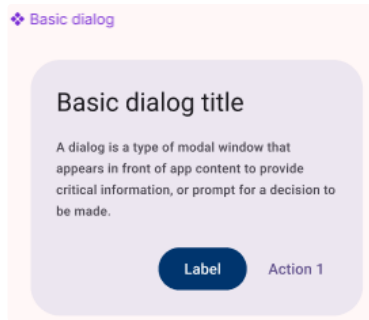 Basic dialog
Basic dialog title
A dialog is a type of modal window that
appears in front of app content to provide
critical information, or prompt for a decision to
be made.
Label
Action 1